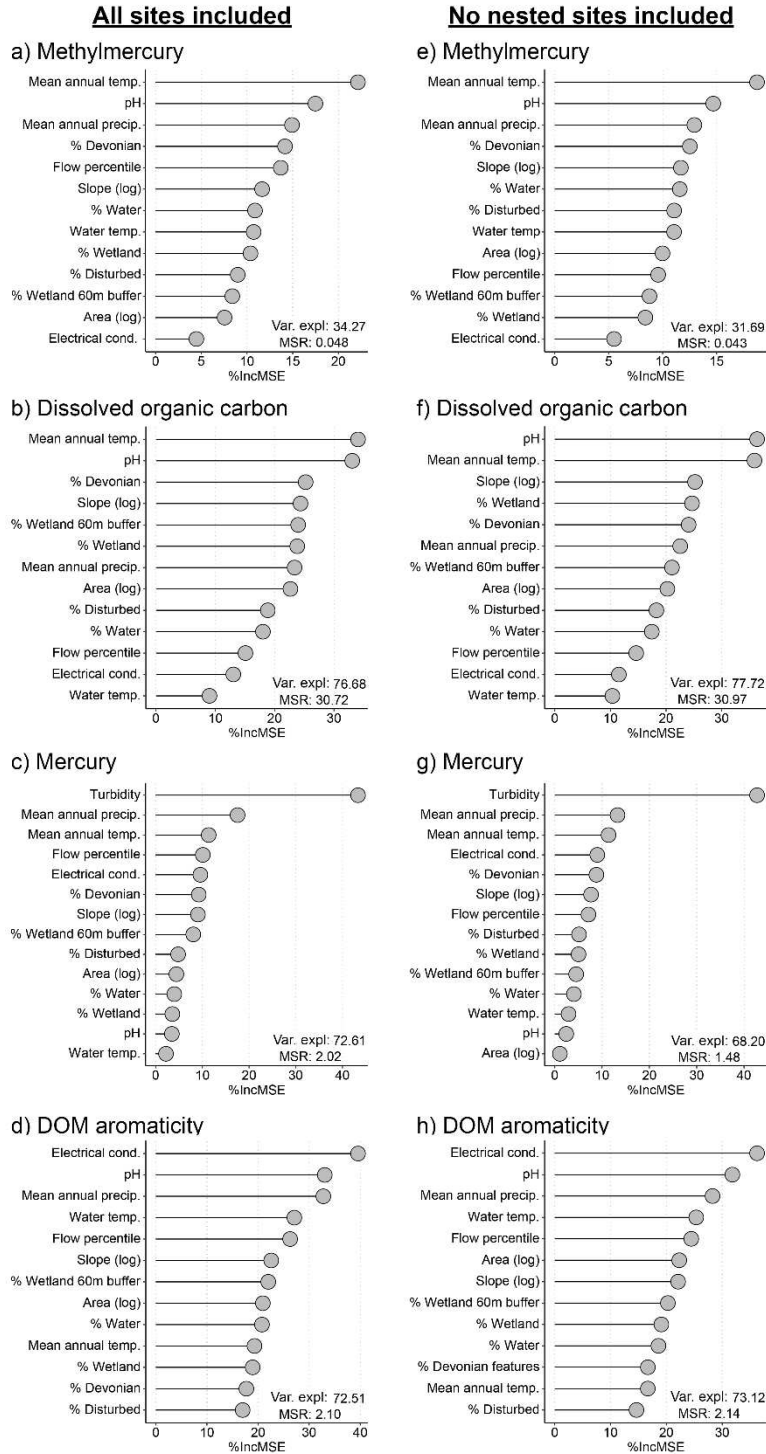 All sites included
a) Methylmercury
Mean annual temp.
pH
Mean annual precip.
% Devonian
Flow percentile
Slope (log)
% Water
Water temp.
% Wetland
% Disturbed
% Wetland 60m buffer
Area (log)
Electrical cond.
Var. expl: 34.27
MSR: 0.048
0 5 10 15 20
%IncMSE
b) Dissolved organic carbon
Mean annual temp.
pH
% Devonian
Slope (log)
% Wetland 60m buffer
% Wetland
Mean annual precip.
Area (log)
% Disturbed
% Water
Flow percentile
Electrical cond.
Water temp.
Var. expl: 76.68
MSR: 30.72
0 10 20 30
%IncMSE
c) Mercury
Turbidity
Mean annual precip.
Mean annual temp.
Flow percentile
Electrical cond.
% Devonian
Slope (log)
% Wetland 60m buffer
% Disturbed
Area (log)
% Water
% Wetland
pH
Water temp.
Var. expl: 72.61
MSR: 2.02
0 10 20 30 40
%IncMSE
d) DOM aromaticity
Electrical cond.
pH
Mean annual precip.
Water temp.
Flow percentile
Slope (log)
% Wetland 60m buffer
Area (log)
% Water
Mean annual temp.
% Wetland
% Devonian
% Disturbed
Var. expl: 72.51
MSR: 2.10
0 10 20 30 40
%IncMSE
No nested sites included
e) Methylmercury
Mean annual temp.
pH
Mean annual precip.
% Devonian
Slope (log)
% Water
% Disturbed
Water temp
Area (log)
Flow percentile
% Wetland 60m buffer
% Wetland
Electrical cond.
Var. expl: 31.69
MSR: 0.043
0 5 10 15
%IncMSE
f) Dissolved organic carbon
pH
Mean annual temp.
Slope (log)
% Wetland
% Devonian
Mean annual precip.
% Wetland 60m buffer
Area (log)
% Disturbed
% Water
Flow percentile
Electrical cond.
Water temp.
Var. expl: 77.72
MSR: 30.97
0 10 20 30
%IncMSE
g) Mercury
Turbidity
Mean annual precip.
Mean annual temp.
Electrical cond.
% Devonian
Slope (log)
Flow percentile
% Disturbed
% Wetland
% Wetland 60m buffer
% Water
Water temp.
pH
Area (log)
Var. expl: 68.20
MSR: 1.48
0 10 20 30 40
%IncMSE
h) DOM aromaticity
Electrical cond.
pH
Mean annual precip.
Water temp.
Flow percentile
Area (log)
Slope (log)
% Wetland 60m buffer
% Wetland
% Water
% Devonian features
Mean annual temp.
% Disturbed
Var. expl: 73.12
MSR: 2.14
0 10 20 30
%IncMSE